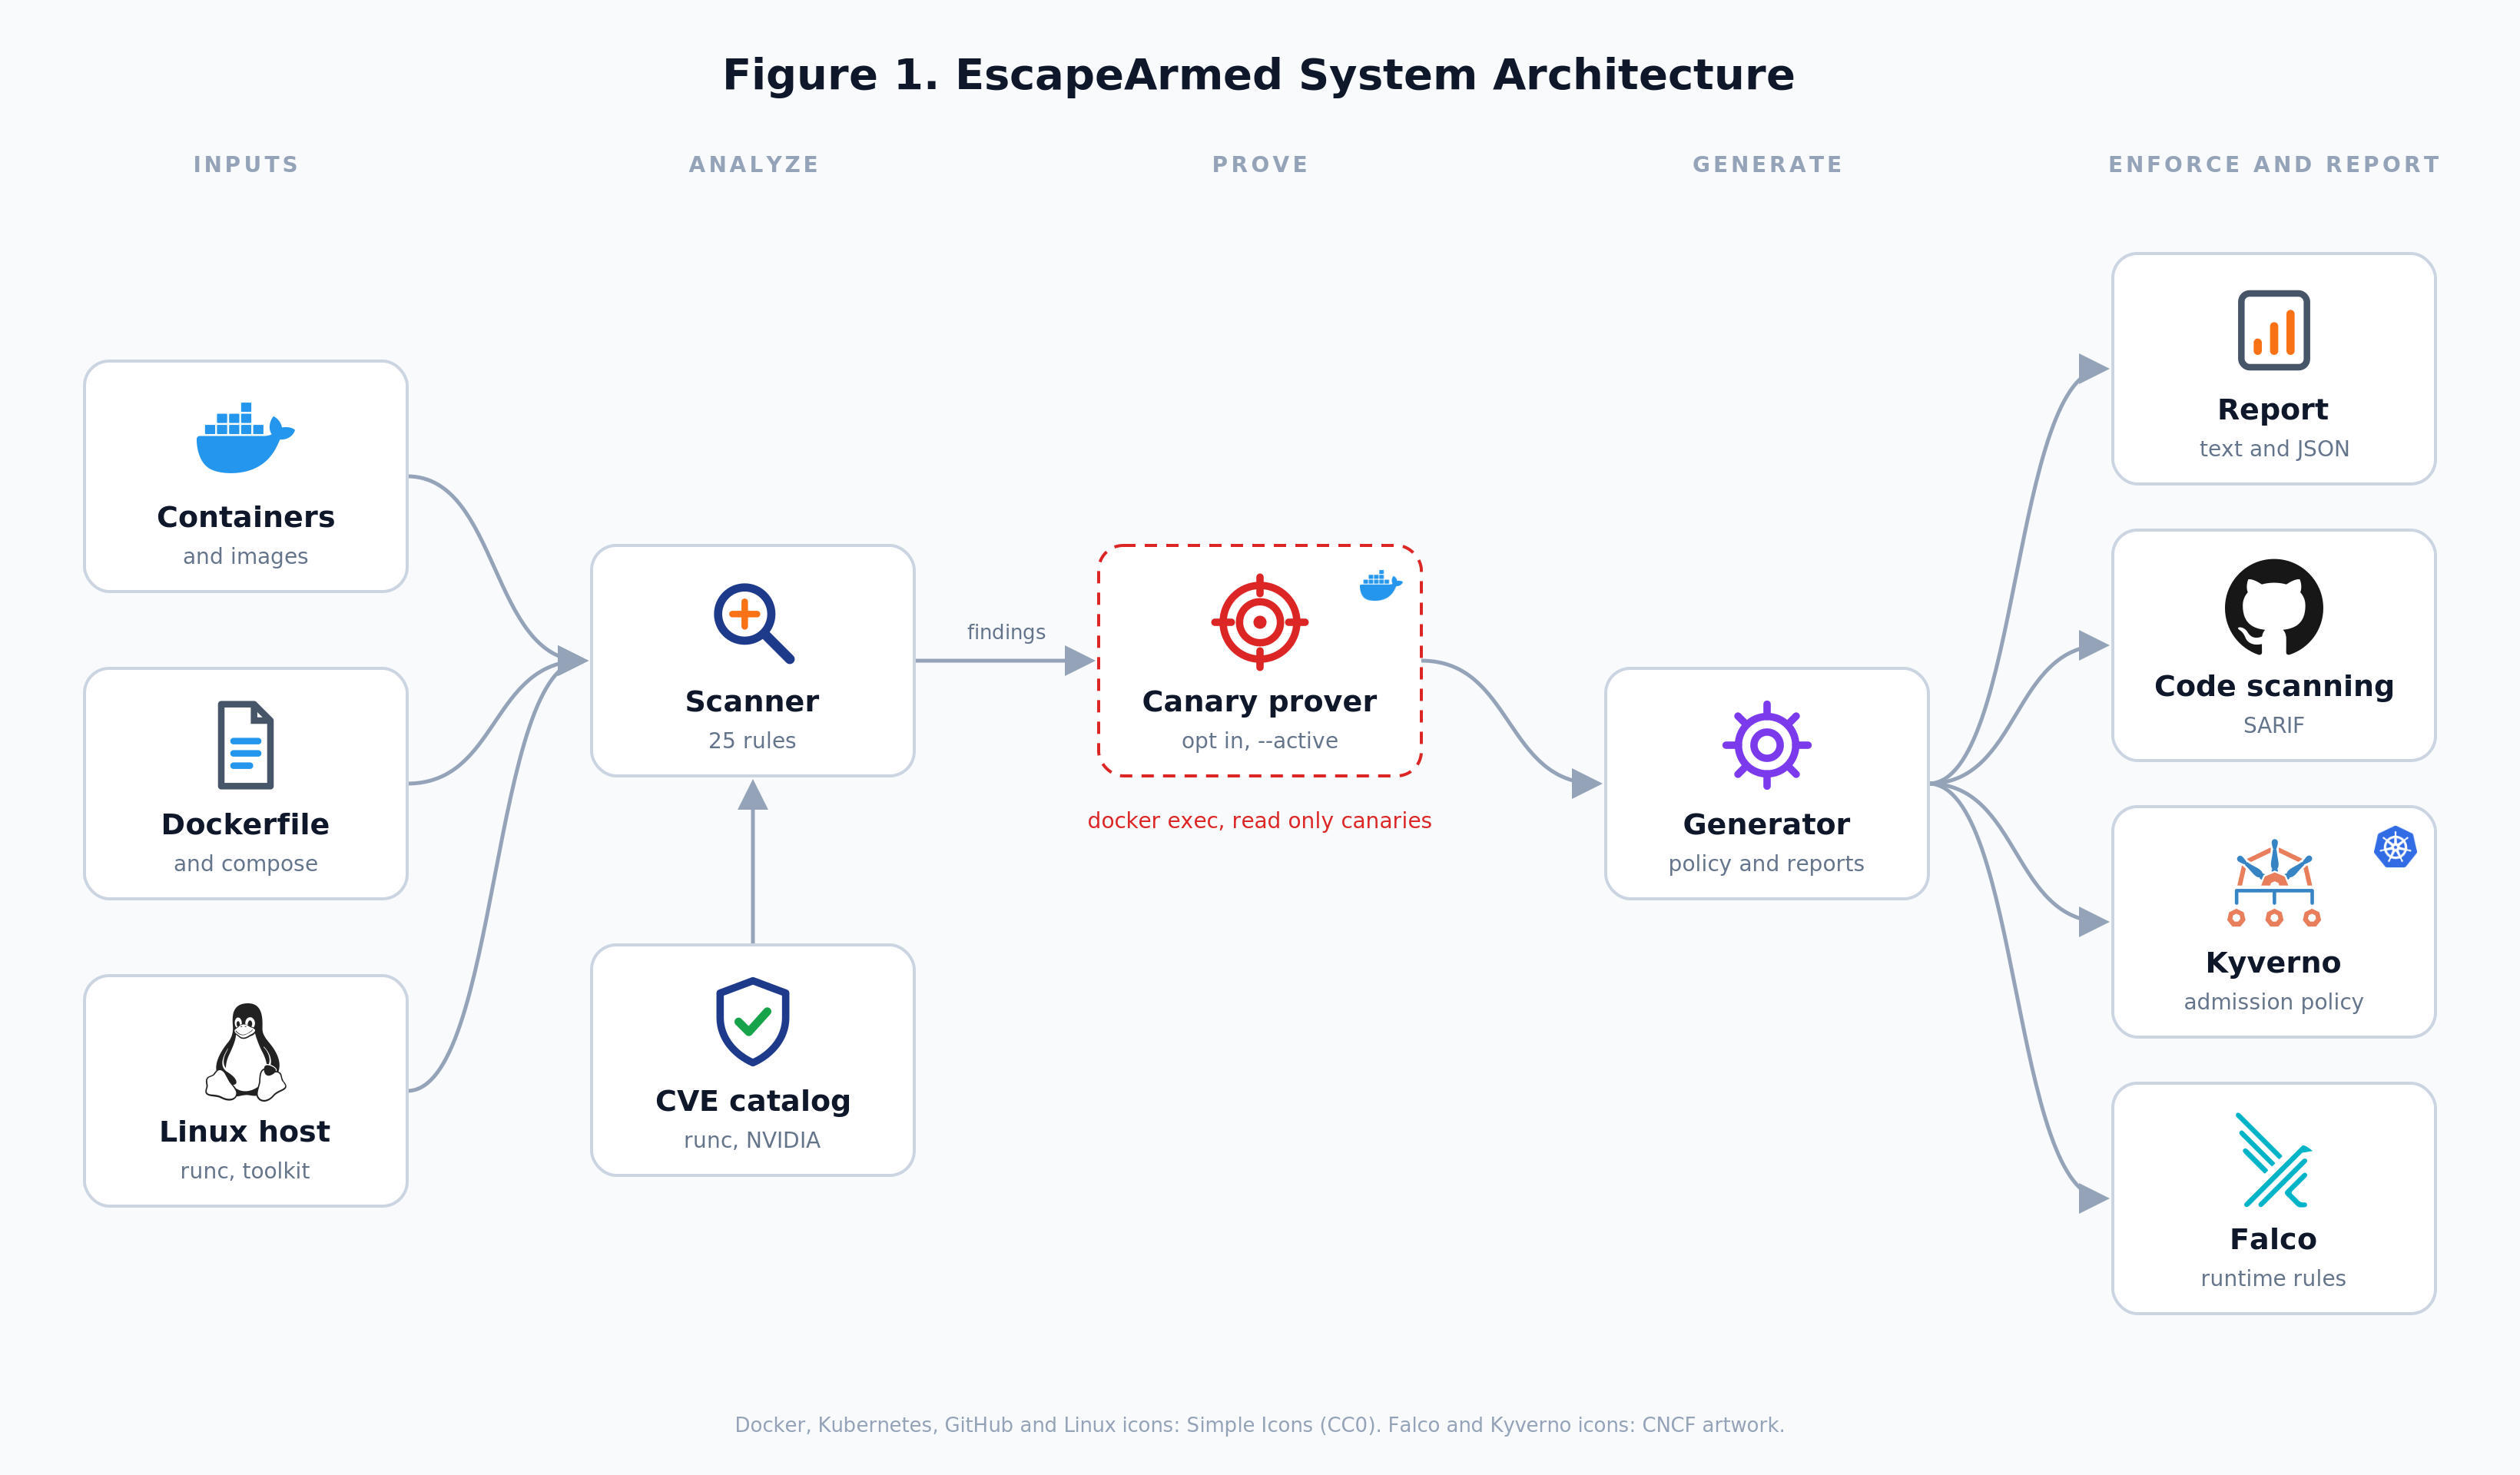 Figure 1. EscapeArmed System Architecture
INPUTS
ANALYZE
PROVE
GENERATE
ENFORCE AND REPORT
Containers
and images
Dockerfile
and compose
Linux host
runc, toolkit
Scanner
25 rules
CVE catalog
runc, NVIDIA
findings
Canary prover
opt in, --active
docker exec, read only canaries
Generator
policy and reports
Report
text and JSON
Code scanning
SARIF
Kyverno
admission policy
Falco
runtime rules
Docker, Kubernetes, GitHub and Linux icons: Simple Icons (CC0). Falco and Kyverno icons: CNCF artwork.